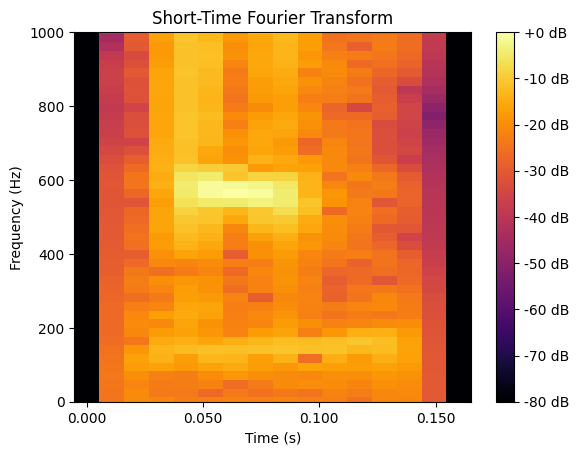 Short-Time Fourier Transform
1000
800
600
400
200
0
Frequency (Hz)
0.000
0.050
0.100
0.150
Time (s)
+0 dB
-10 dB
-20 dB
-30 dB
-40 dB
-50 dB
-60 dB
-70 dB
-80 dB